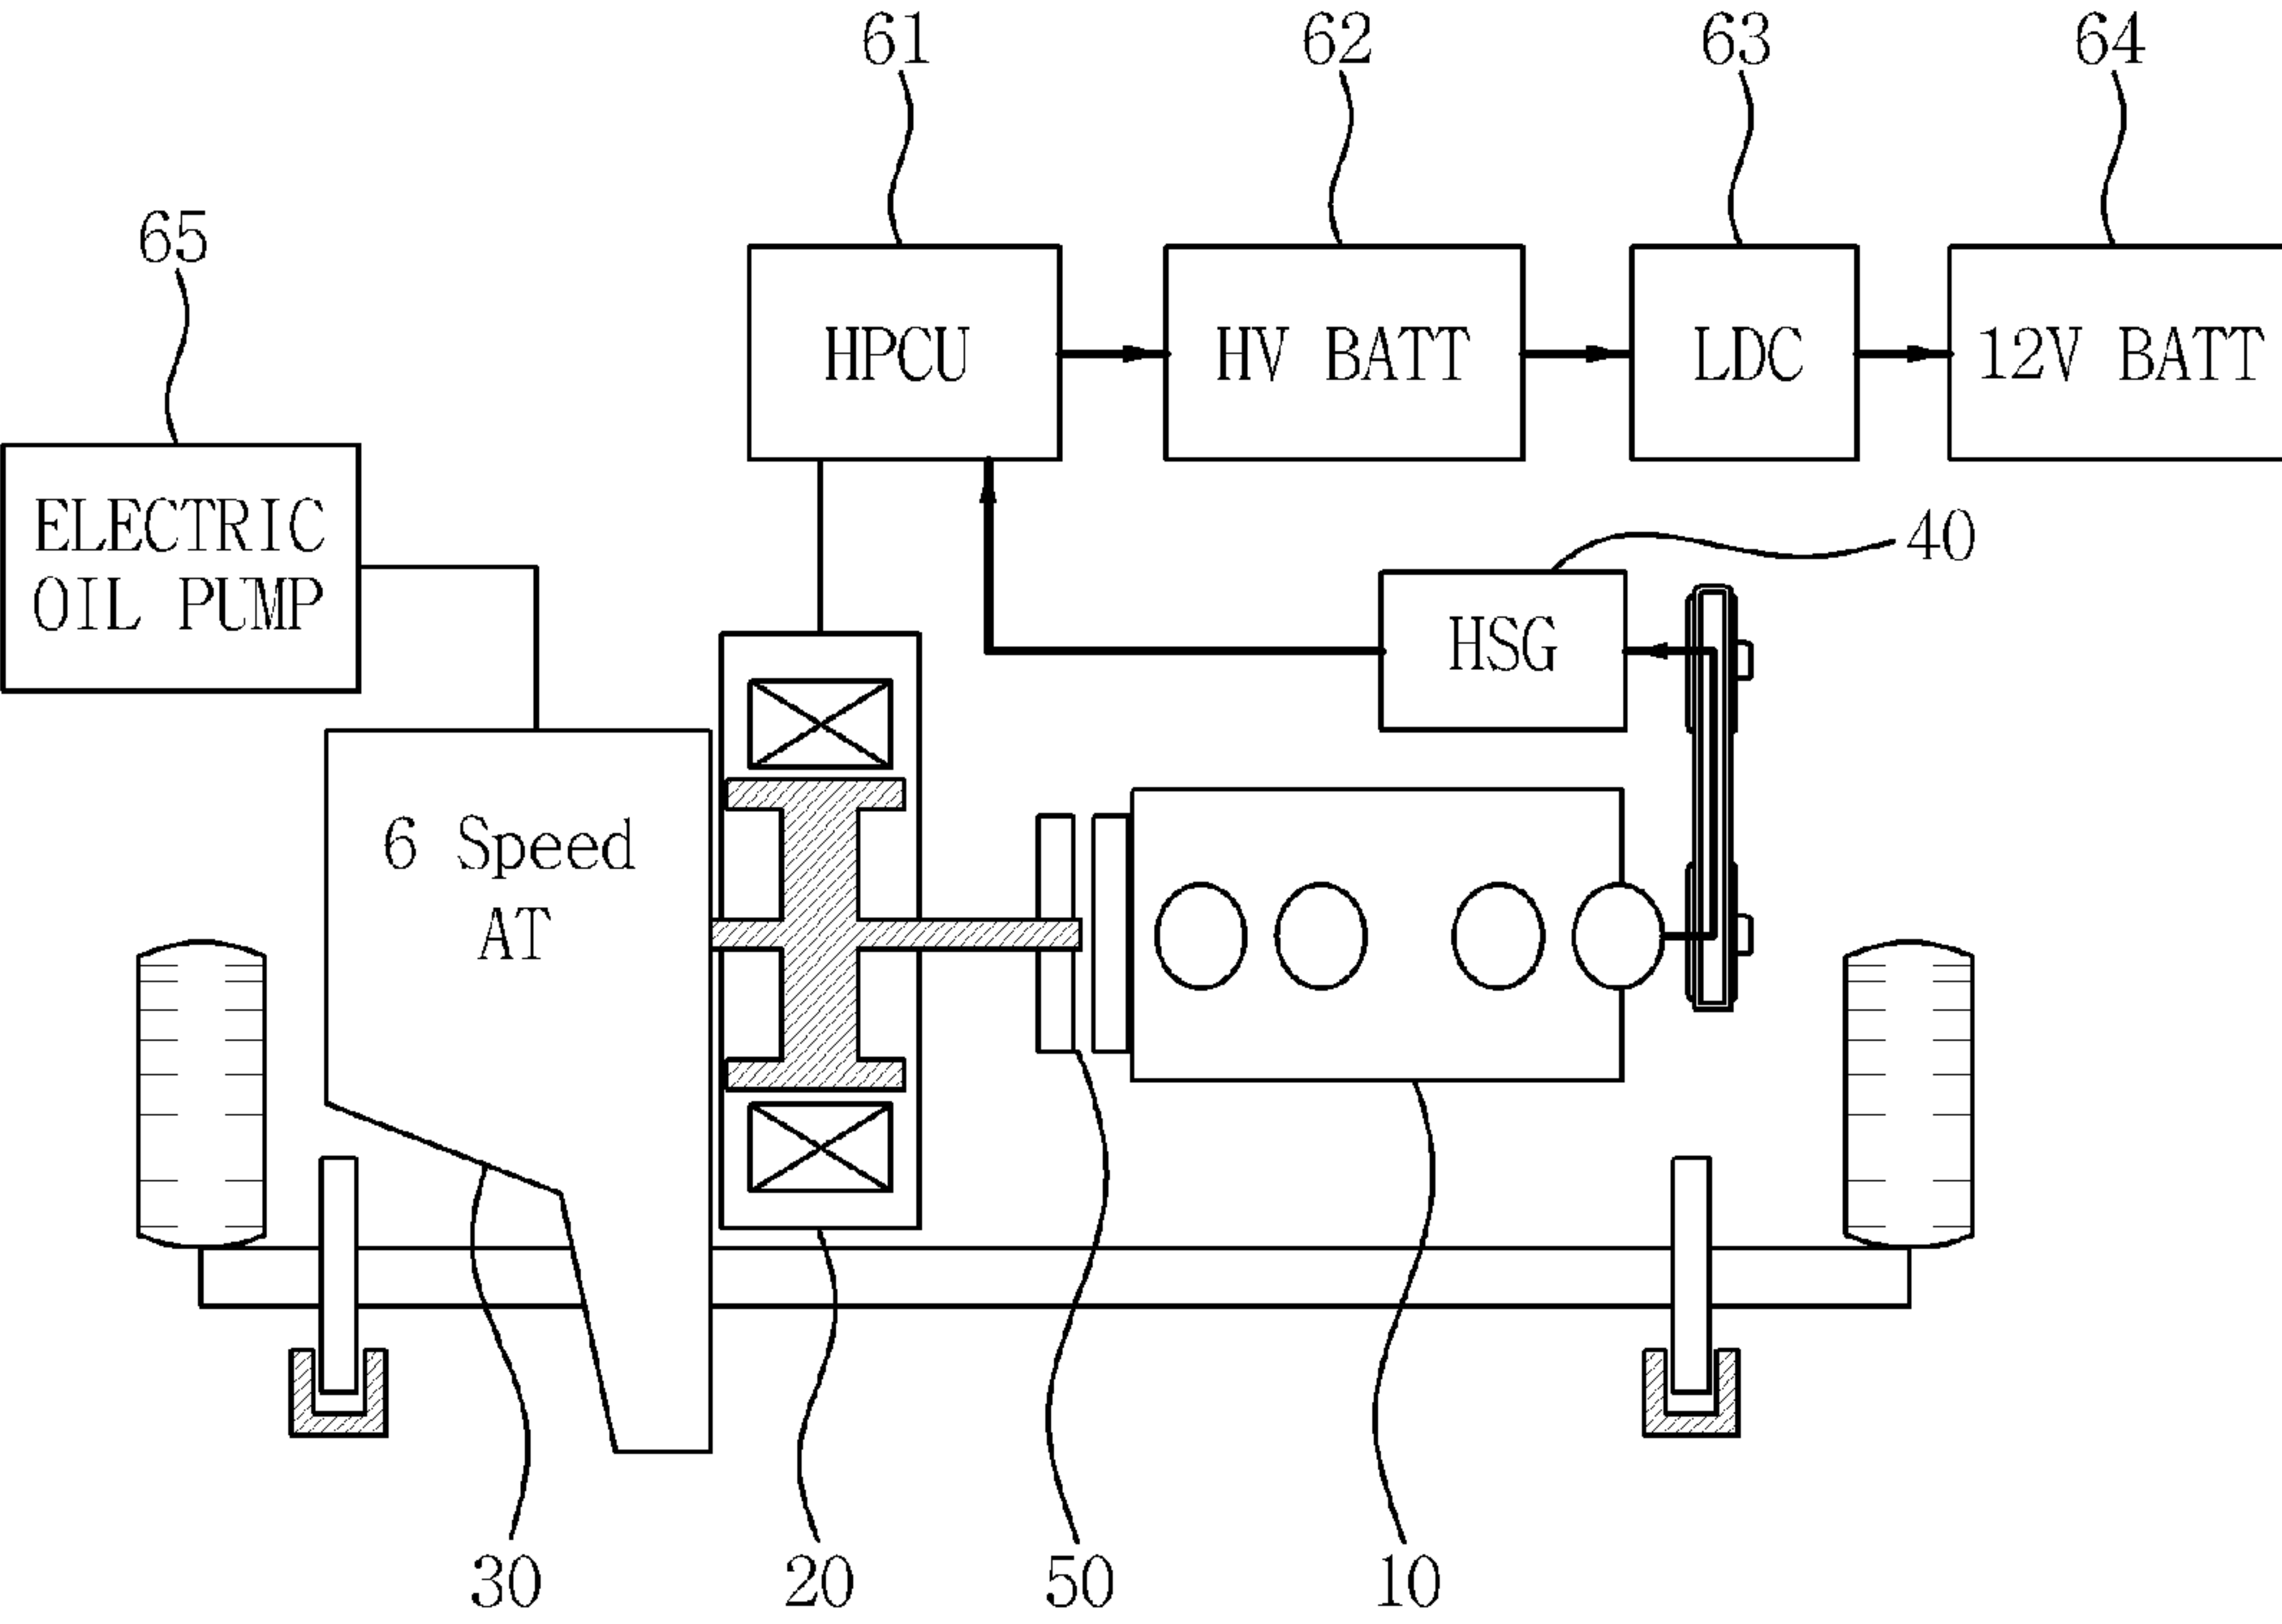 61 62 63 64
65
HPCU HV BATT LDC 12V BATT
ELECTRIC
OIL PUMP
40
HSG
6 Speed
AT
30 20 50 10